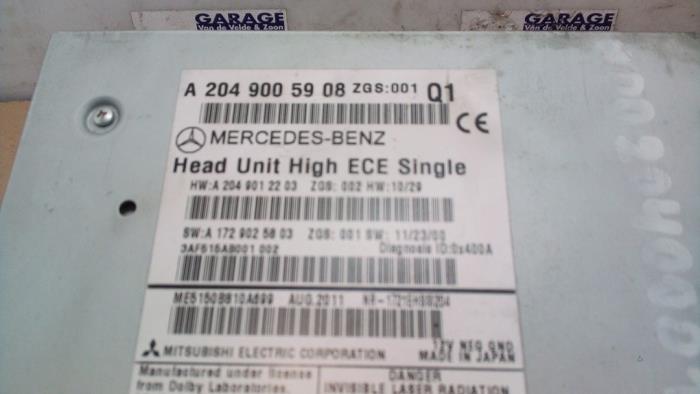 GARAGE
Van de Velde & Zoon
GARAGE
Van de Velde & Zoon
A 204 900 59 08 ZGS:001 Q1
MERCEDES-BENZ
Head Unit High ECE Single
HW:A 204 901 22 03 ZGS: 002 HW:10/29
SW:A 172 902 58 03 ZGS: 001 SW: 11/23/00
3AF515AB001 002 Diagnosis ID:0x400A
AUG.2011
12V NEG GND
MITSUBISHI ELECTRIC CORPORATION MADE IN JAPAN
Manufactured under license
from Dolby Laboratories.
DANGER
INVISIBLE LASER RADIATION